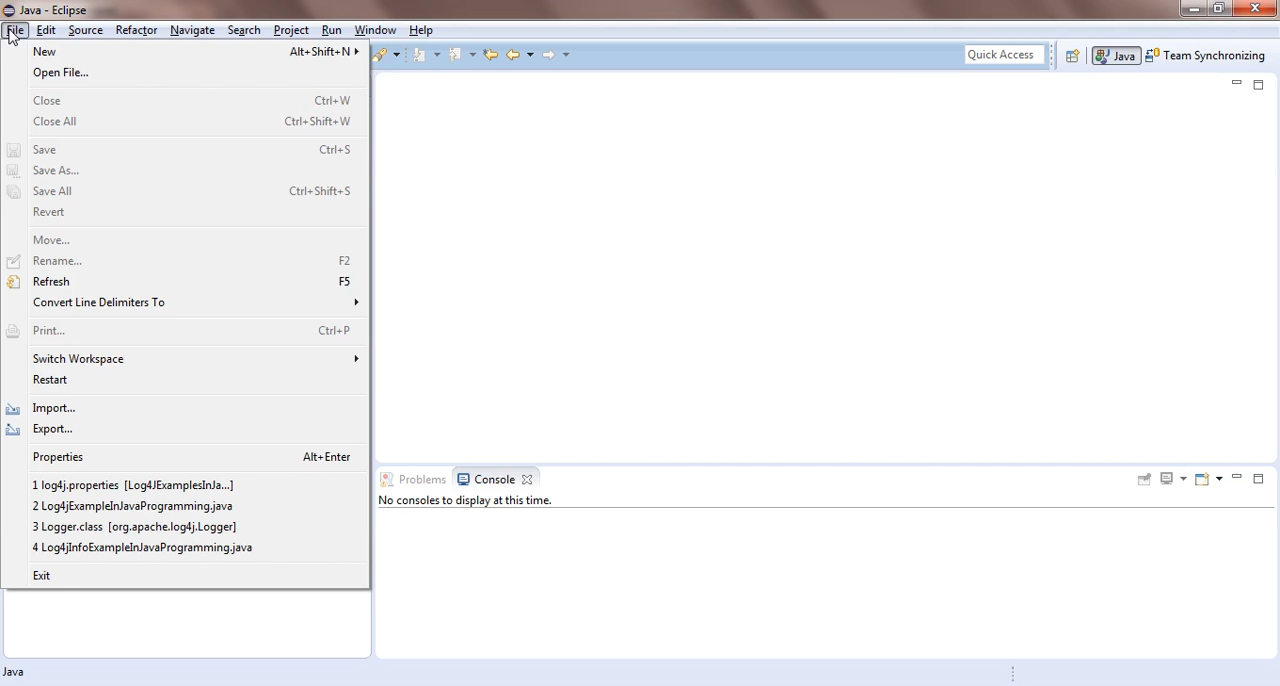 Java - Eclipse
File Edit Source Refactor Navigate Search Project Run Window Help
Quick Access Java Team Synchronizing
New Alt+Shift+N
Open File...
Close Ctrl+W
Close All Ctrl+Shift+W
Save Ctrl+S
Save As...
Save All Ctrl+Shift+S
Revert
Move...
Rename... F2
Refresh F5
Convert Line Delimiters To
Print... Ctrl+P
Switch Workspace
Restart
Import...
Export...
Properties Alt+Enter
1 log4j.properties [Log4JExamplesInJa...]
2 Log4jExampleInJavaProgramming.java
3 Logger.class [org.apache.log4j.Logger]
4 Log4jInfoExampleInJavaProgramming.java
Exit
Problems Console
No consoles to display at this time.
Java